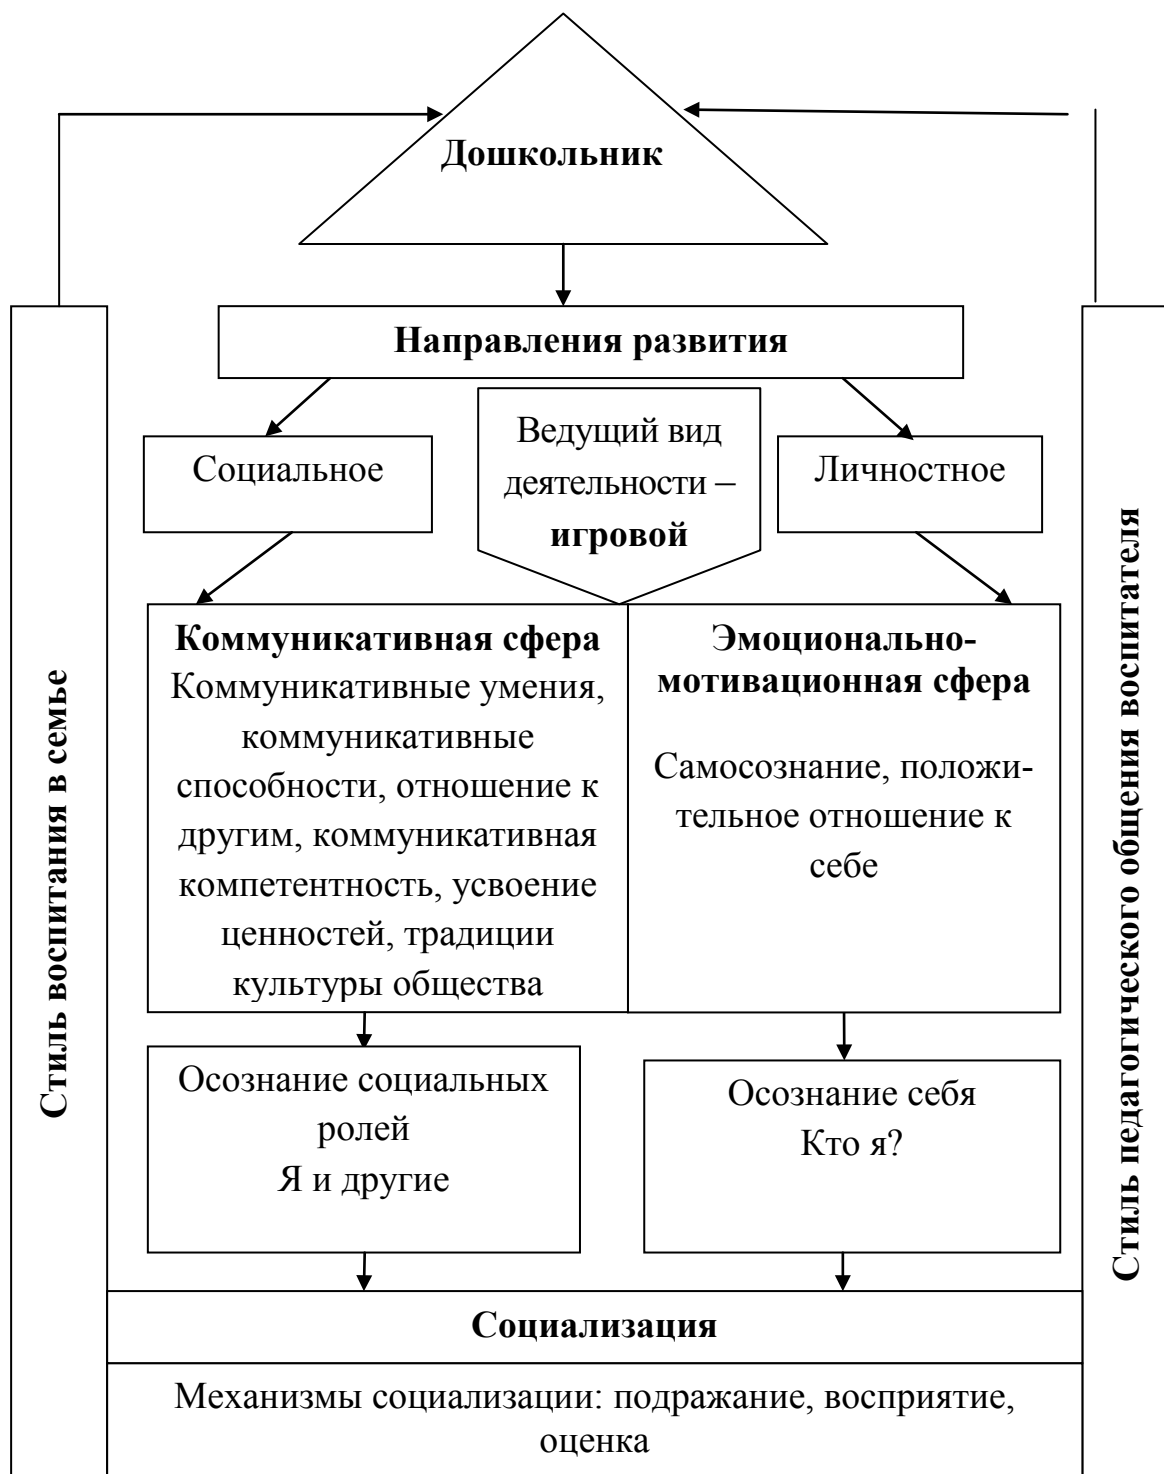 Дошкольник
Направления развития
Социальное
Ведущий вид
деятельности –
игровой
Личностное
Коммуникативная сфера
Коммуникативные умения,
коммуникативные
способности, отношение к
другим, коммуникативная
компетентность, усвоение
ценностей, традиции
культуры общества
Эмоционально-
мотивационная сфера
Самосознание, положи-
тельное отношение к
себе
Осознание социальных
ролей
Я и другие
Осознание себя
Кто я?
Социализация
Механизмы социализации: подражание, восприятие,
оценка
Стиль воспитания в семье
Стиль педагогического общения воспитателя